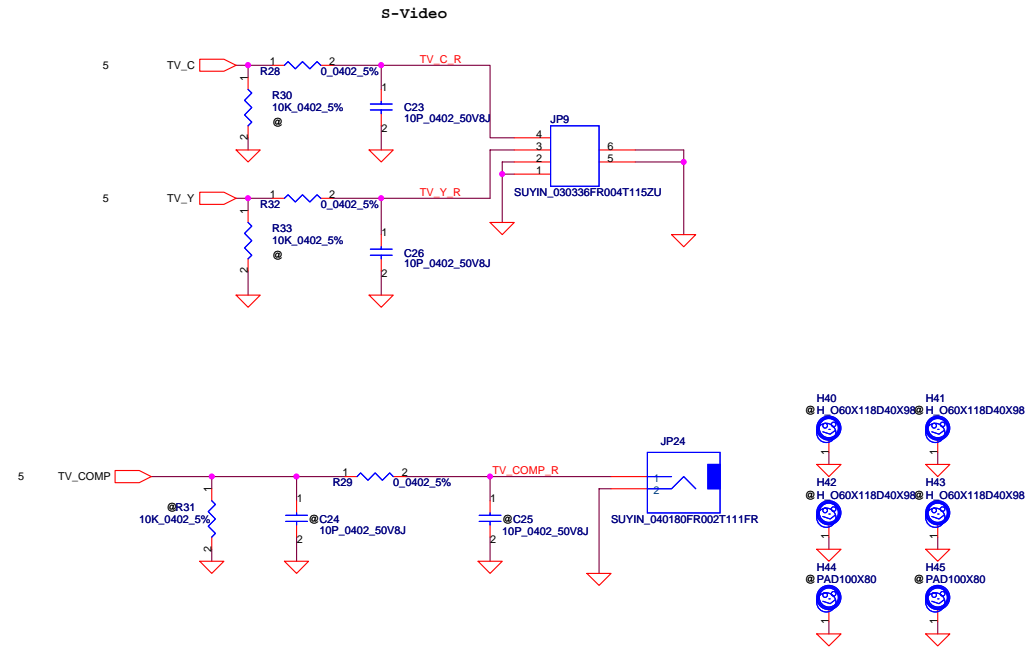 S-Video
5 TV_C 1 R28 2 0_0402_5% TV_C_R
1 R30
10K_0402_5%
@
2
1 C23
10P_0402_50V8J
2
JP9
4
3
2
1
6
5
SUYIN_030336FR004T115ZU
5 TV_Y 1 R32 2 0_0402_5% TV_Y_R
1 R33
10K_0402_5%
@
2
1 C26
10P_0402_50V8J
2
H40
@H_O60X118D40X98
1
H41
@H_O60X118D40X98
1
5 TV_COMP 1 R29 2 0_0402_5% TV_COMP_R
1 @R31
10K_0402_5%
2
1 @C24
10P_0402_50V8J
2
1 @C25
10P_0402_50V8J
2
JP24
1
2
SUYIN_040180FR002T111FR
H42
@H_O60X118D40X98
1
H43
@H_O60X118D40X98
1
H44
@PAD100X80
1
H45
@PAD100X80
1